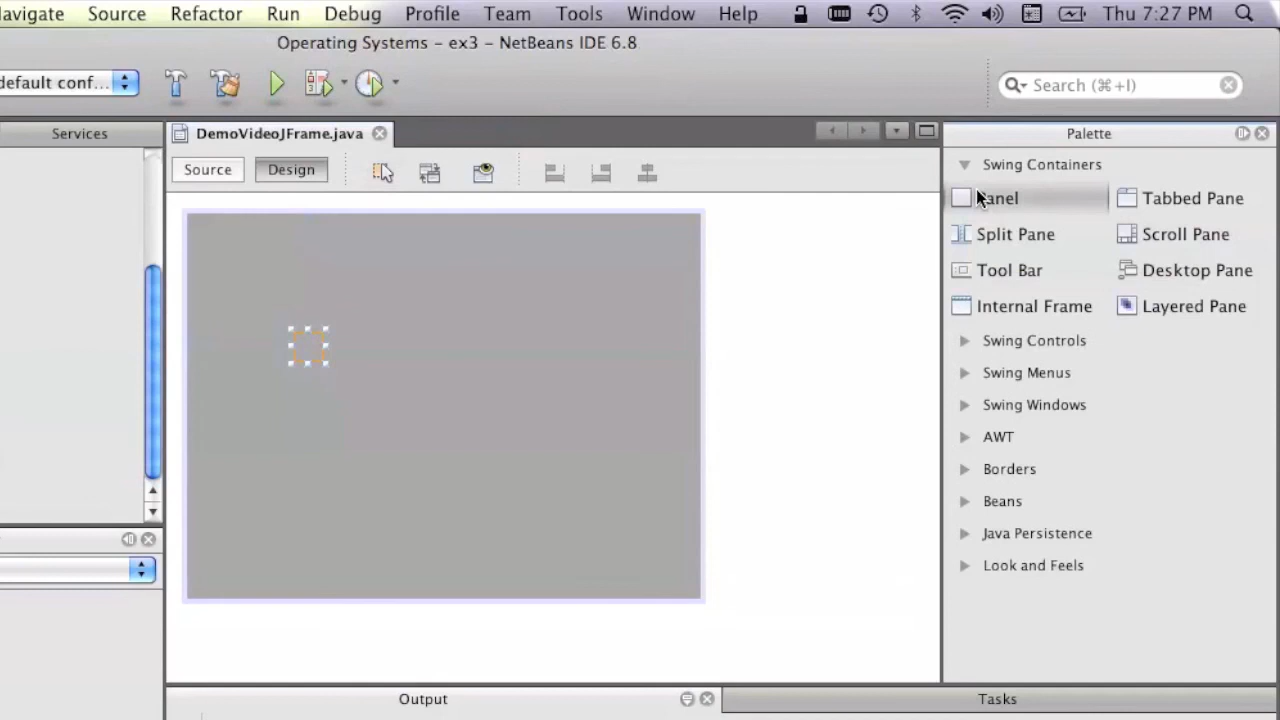 Navigate Source Refactor Run Debug Profile Team Tools Window Help Thu 7:27 PM
Operating Systems – ex3 – NetBeans IDE 6.8
default conf... Search (⌘+I)
Services DemoVideoJFrame.java Palette
Source Design
Swing Containers
Panel Tabbed Pane
Split Pane Scroll Pane
Tool Bar Desktop Pane
Internal Frame Layered Pane
Swing Controls
Swing Menus
Swing Windows
AWT
Borders
Beans
Java Persistence
Look and Feels
Output Tasks